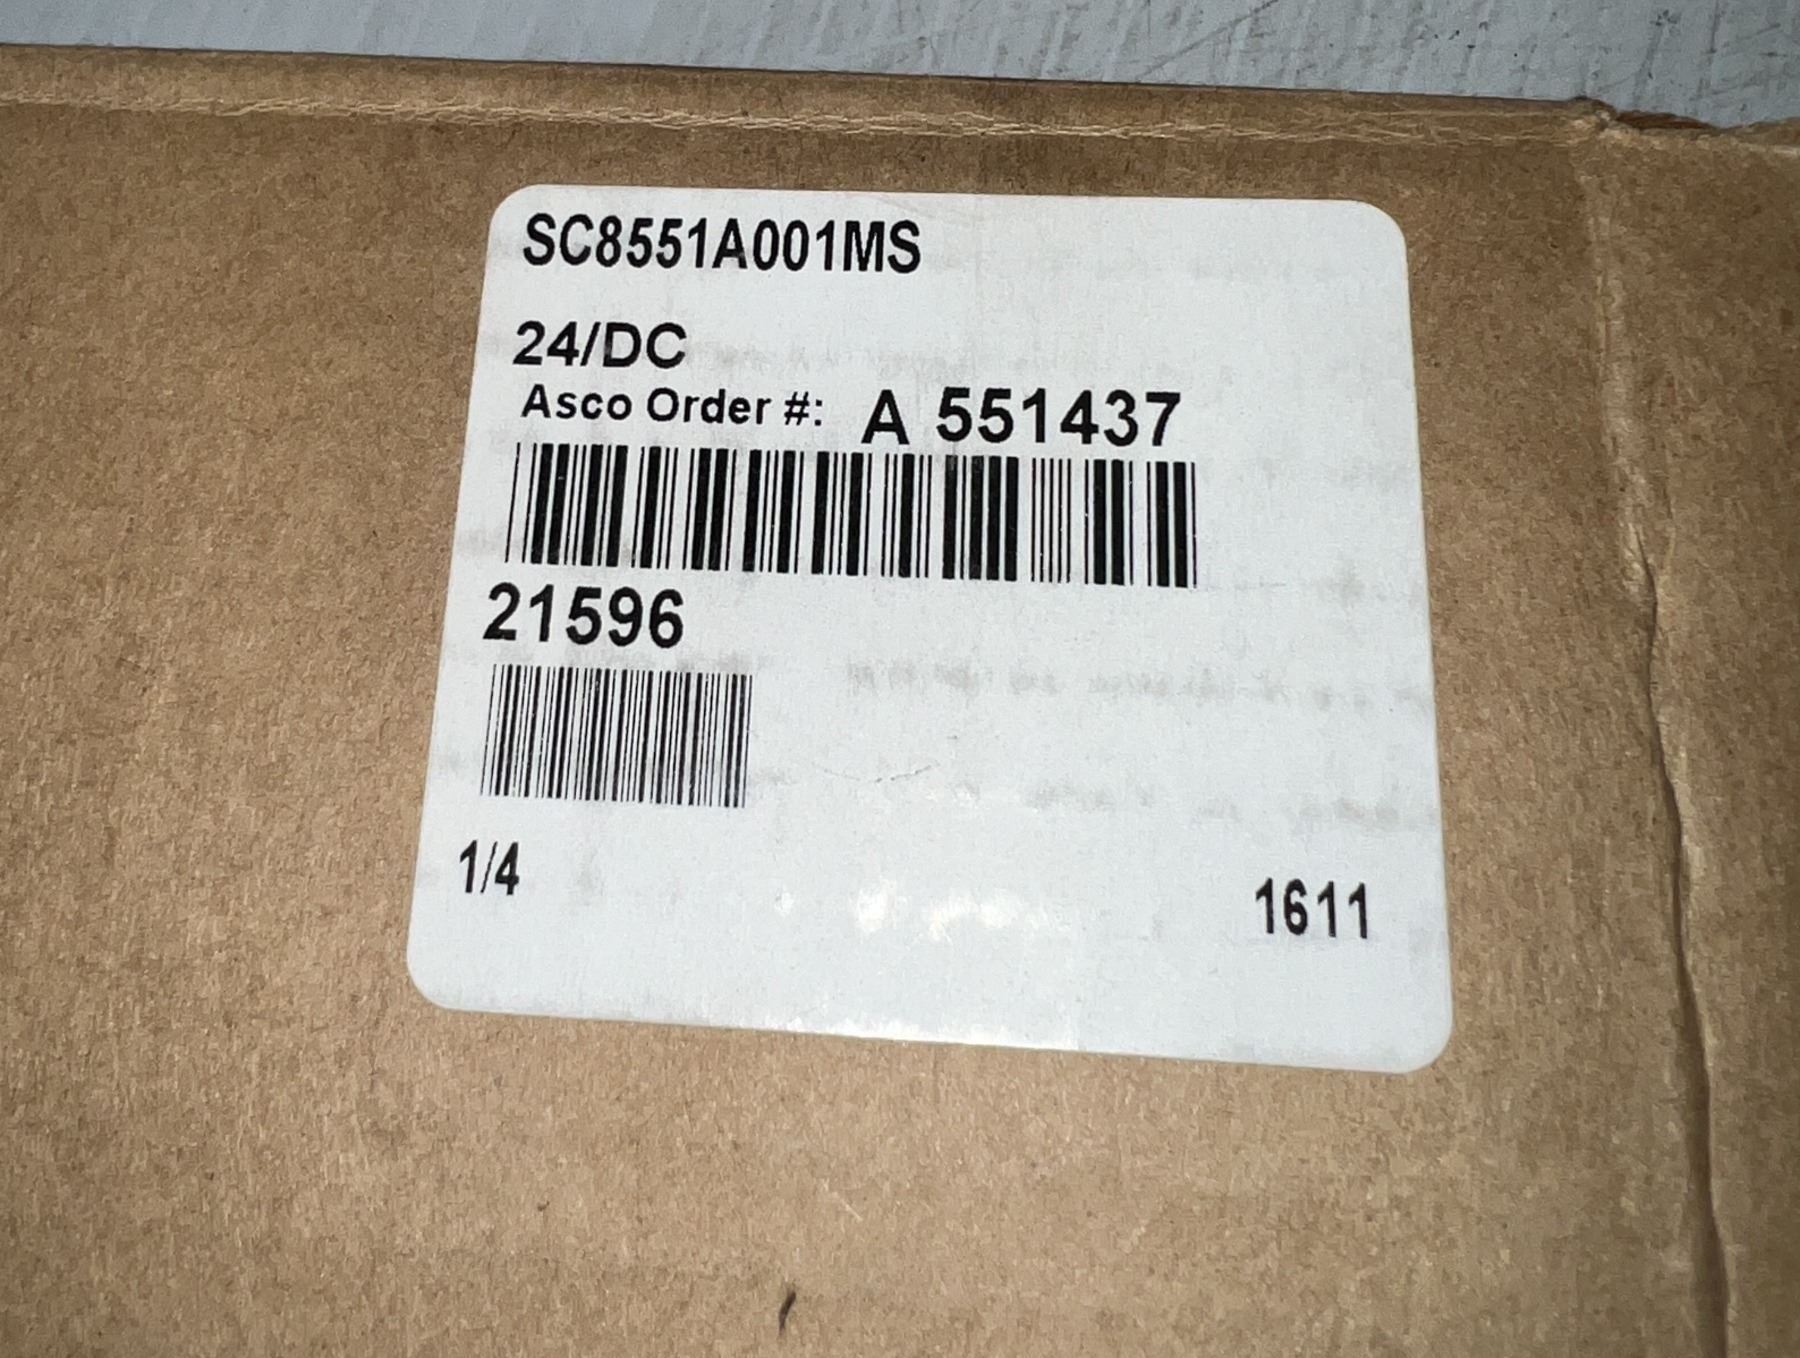 SC8551A001MS
24/DC
Asco Order #: A 551437
21596
1/4 1611